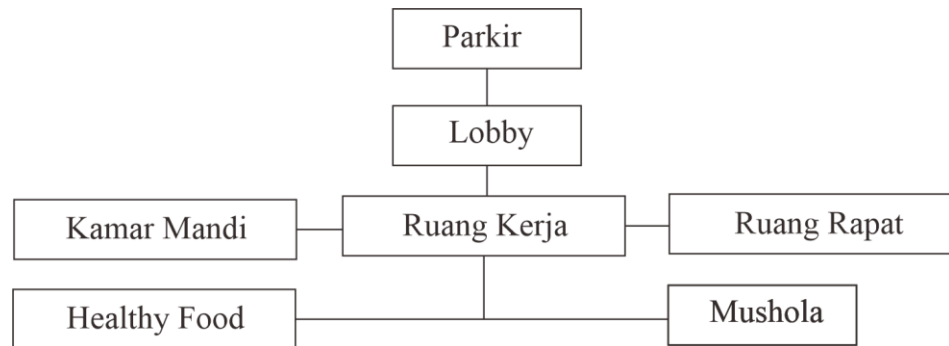 Parkir
Lobby
Kamar Mandi
Ruang Kerja
Ruang Rapat
Healthy Food
Mushola